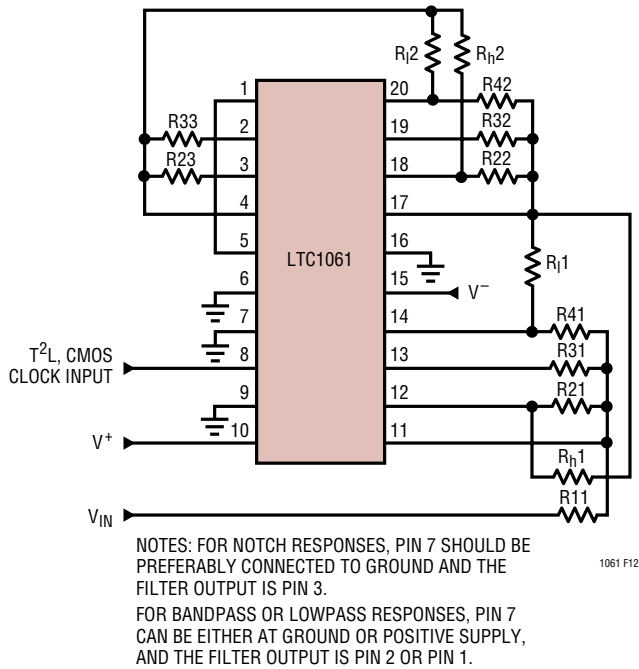 Rl2
Rh2
1
20
R42
R33
2
19
R32
R23
3
18
R22
4
17
5
16
LTC1061
Rl1
6
15
V–
7
14
R41
T2L, CMOS
CLOCK INPUT
8
13
R31
9
12
R21
V+
10
11
Rh1
R11
VIN
NOTES: FOR NOTCH RESPONSES, PIN 7 SHOULD BE
PREFERABLY CONNECTED TO GROUND AND THE
FILTER OUTPUT IS PIN 3.
1061 F12
FOR BANDPASS OR LOWPASS RESPONSES, PIN 7
CAN BE EITHER AT GROUND OR POSITIVE SUPPLY,
AND THE FILTER OUTPUT IS PIN 2 OR PIN 1.